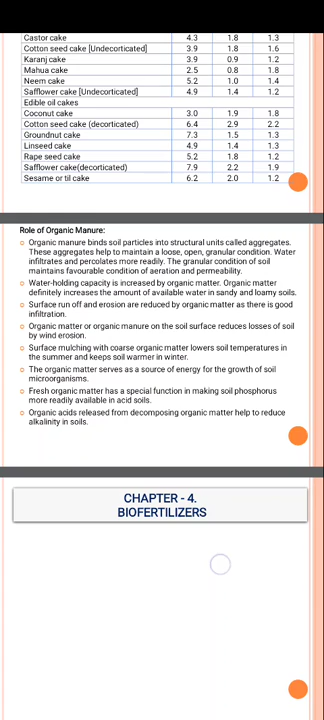 Castor cake 4.3 1.8 1.3
Cotton seed cake [Undecorticated] 3.9 1.8 1.6
Karanj cake 3.9 0.9 1.2
Mahua cake 2.5 0.8 1.8
Neem cake 5.2 1.0 1.4
Safflower cake [Undecorticated] 4.9 1.4 1.2
Edible oil cakes
Coconut cake 3.0 1.9 1.8
Cotton seed cake (decorticated) 6.4 2.9 2.2
Groundnut cake 7.3 1.5 1.3
Linseed cake 4.9 1.4 1.3
Rape seed cake 5.2 1.8 1.2
Safflower cake(decorticated) 7.9 2.2 1.9
Sesame or til cake 6.2 2.0 1.2
Role of Organic Manure:
Organic manure binds soil particles into structural units called aggregates.
These aggregates help to maintain a loose, open, granular condition. Water
infiltrates and percolates more readily. The granular condition of soil
maintains favourable condition of aeration and permeability.
Water-holding capacity is increased by organic matter. Organic matter
definitely increases the amount of available water in sandy and loamy soils.
Surface run off and erosion are reduced by organic matter as there is good
infiltration.
Organic matter or organic manure on the soil surface reduces losses of soil
by wind erosion.
Surface mulching with coarse organic matter lowers soil temperatures in
the summer and keeps soil warmer in winter.
The organic matter serves as a source of energy for the growth of soil
microorganisms.
Fresh organic matter has a special function in making soil phosphorus
more readily available in acid soils.
Organic acids released from decomposing organic matter help to reduce
alkalinity in soils.
CHAPTER - 4.
BIOFERTILIZERS